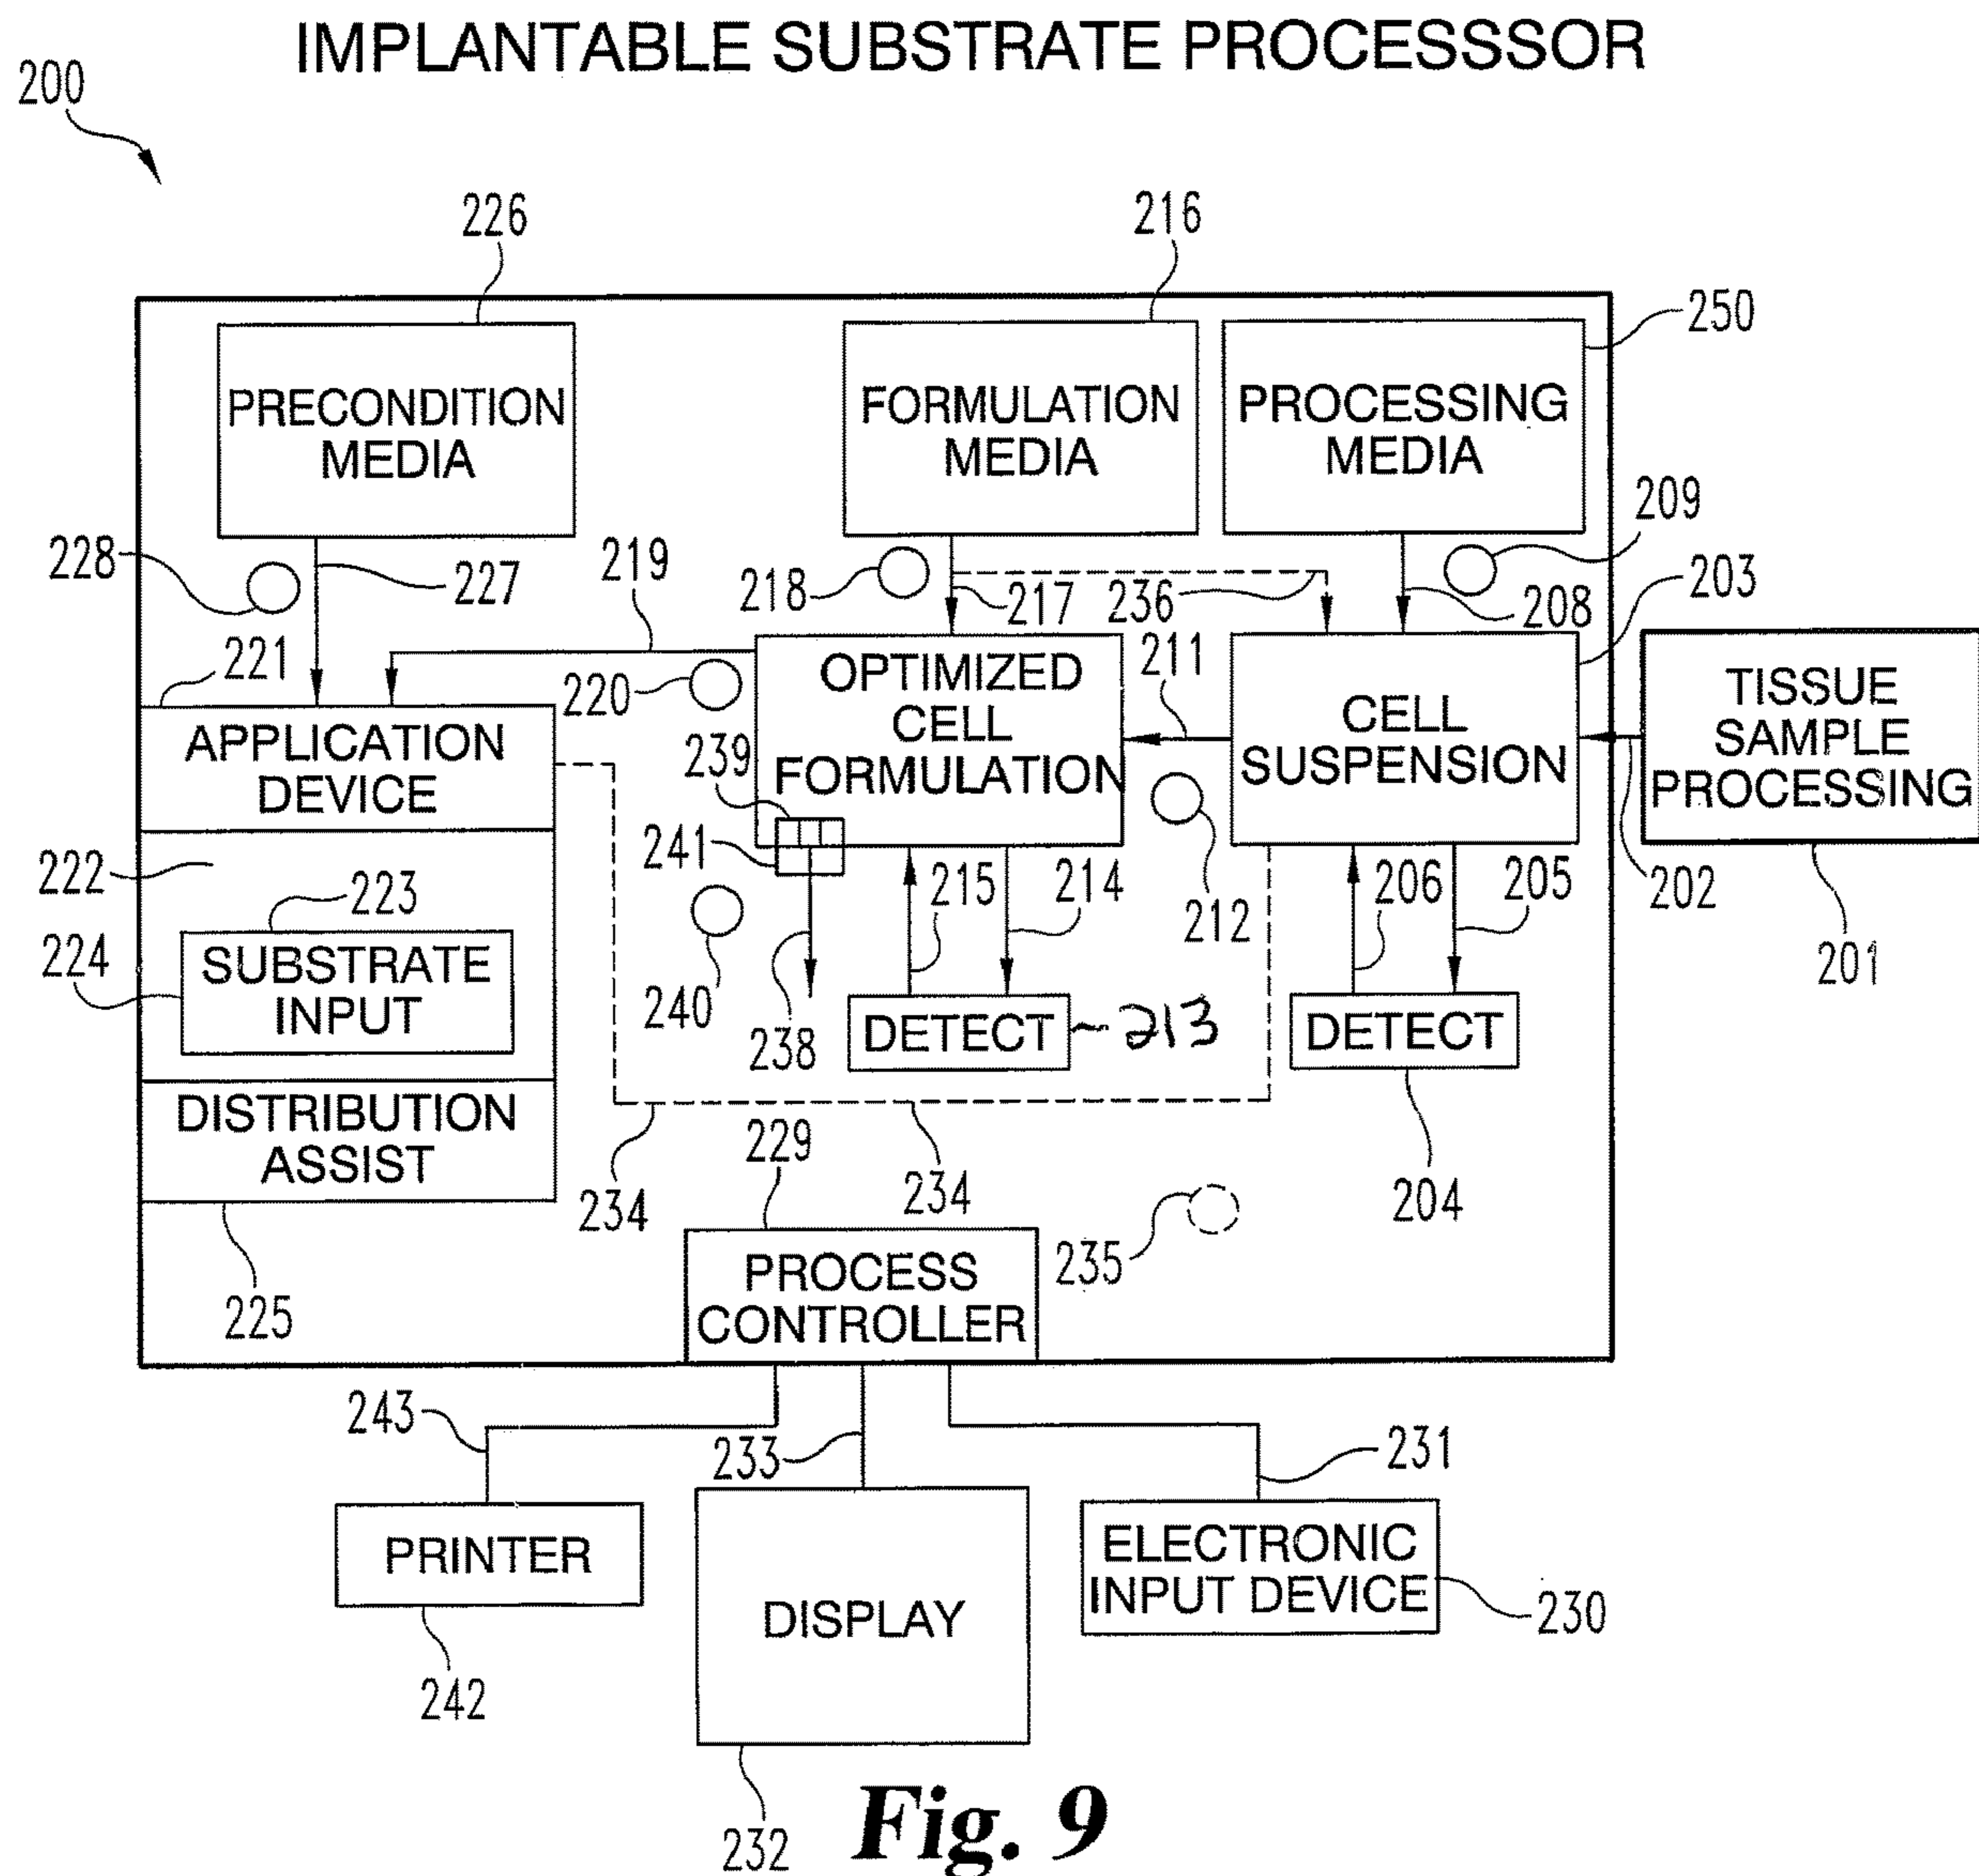 IMPLANTABLE SUBSTRATE PROCESSSOR
200
226
216
250
PRECONDITION
MEDIA
FORMULATION
MEDIA
PROCESSING
MEDIA
209
228
227
219
218
217
236
208
203
221
220
211
APPLICATION
DEVICE
OPTIMIZED
CELL
FORMULATION
CELL
SUSPENSION
TISSUE
SAMPLE
PROCESSING
239
241
222
223
215
214
212
206
205
202
224
SUBSTRATE
INPUT
240
238
DETECT
213
DETECT
201
DISTRIBUTION
ASSIST
229
234
234
204
235
225
PROCESS
CONTROLLER
243
233
231
PRINTER
DISPLAY
ELECTRONIC
INPUT DEVICE
230
242
232
Fig. 9